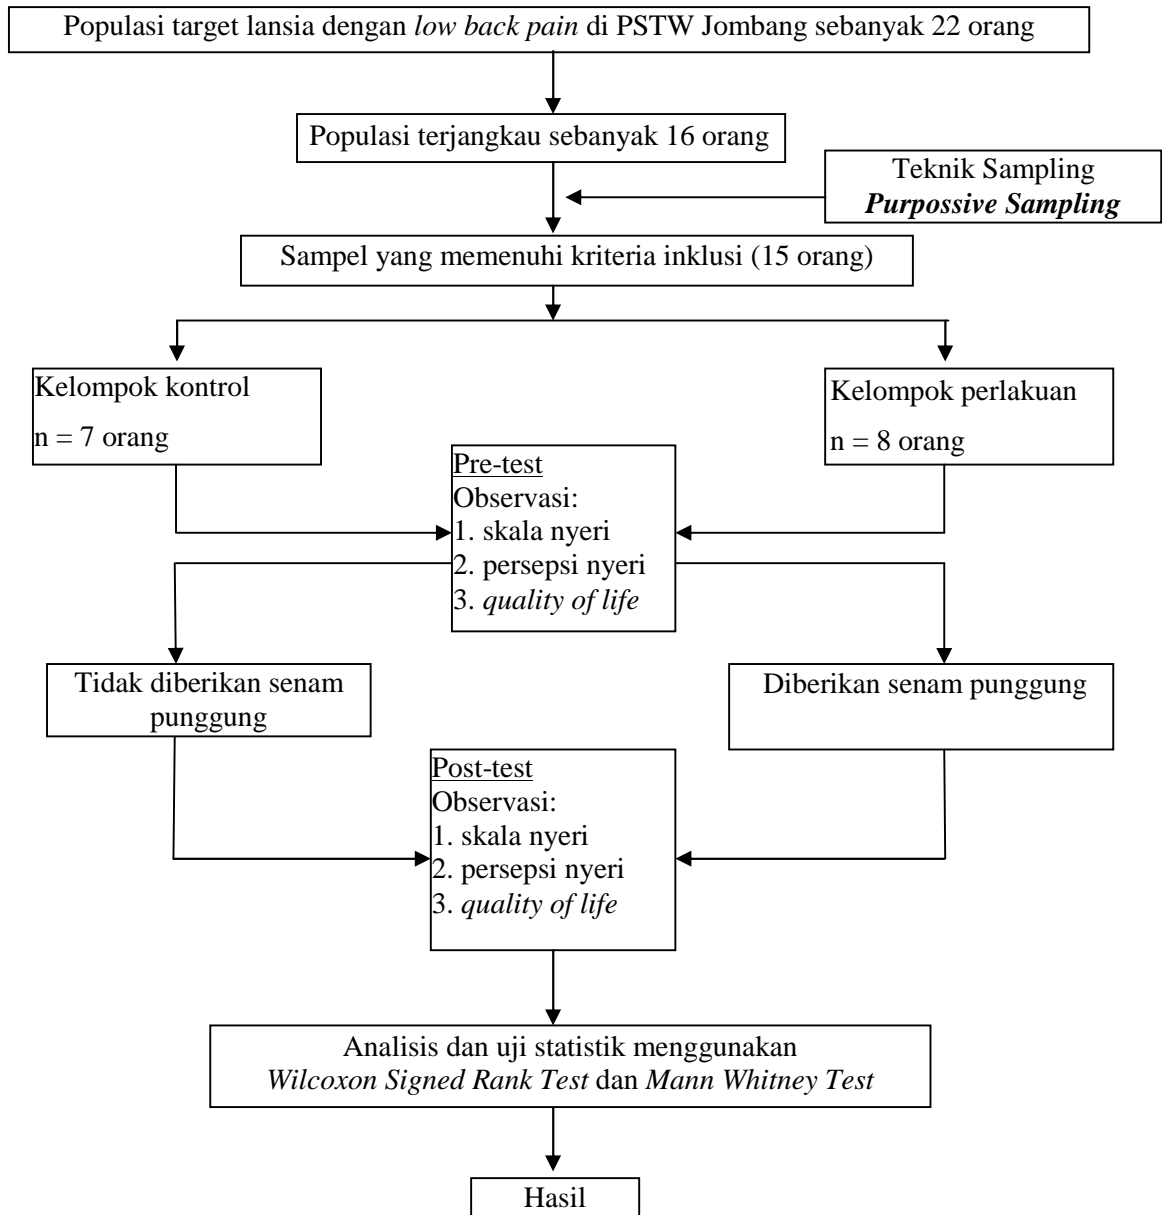 Populasi target lansia dengan low back pain di PSTW Jombang sebanyak 22 orang
Populasi terjangkau sebanyak 16 orang
Teknik Sampling
Purpossive Sampling
Sampel yang memenuhi kriteria inklusi (15 orang)
Kelompok kontrol
n = 7 orang
Kelompok perlakuan
n = 8 orang
Pre-test
Observasi:
1. skala nyeri
2. persepsi nyeri
3. quality of life
Tidak diberikan senam
punggung
Diberikan senam punggung
Post-test
Observasi:
1. skala nyeri
2. persepsi nyeri
3. quality of life
Analisis dan uji statistik menggunakan
Wilcoxon Signed Rank Test dan Mann Whitney Test
Hasil